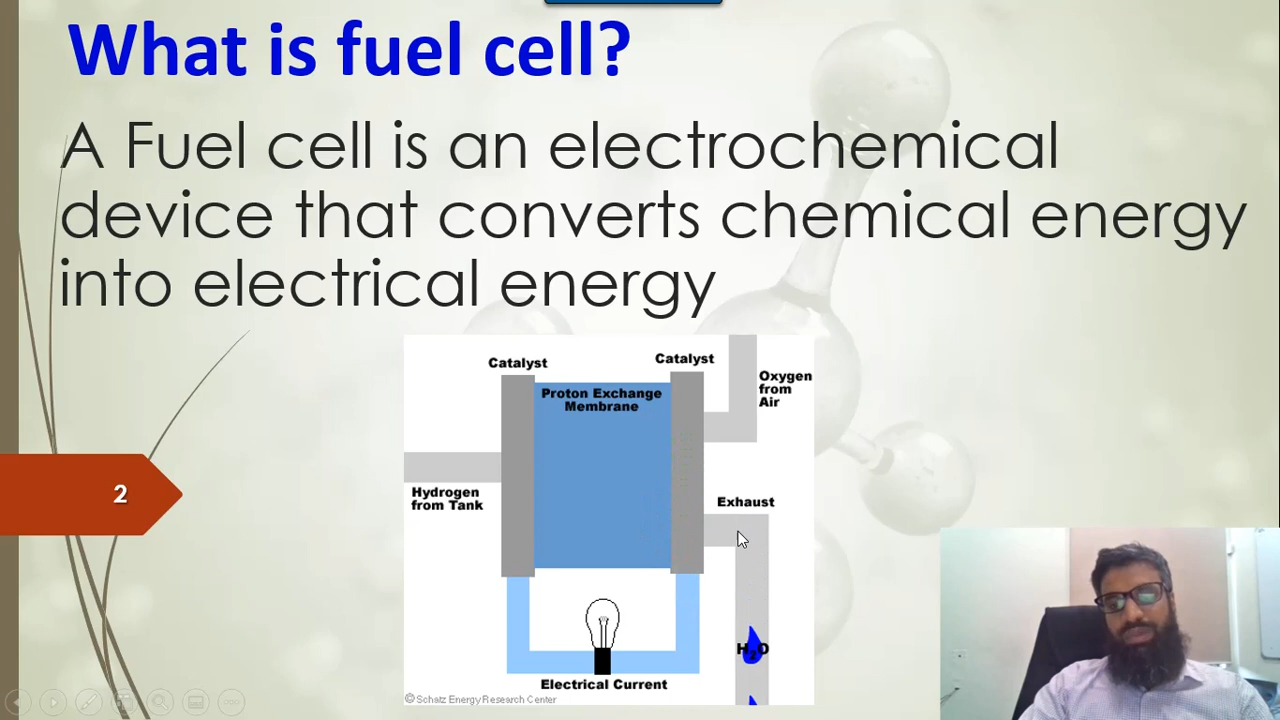 What is fuel cell?
A Fuel cell is an electrochemical
device that converts chemical energy
into electrical energy
Catalyst
Catalyst
Proton Exchange
Membrane
Oxygen
from
Air
Hydrogen
from Tank
2
Exhaust
H₂O
Electrical Current
© Schatz Energy Research Center